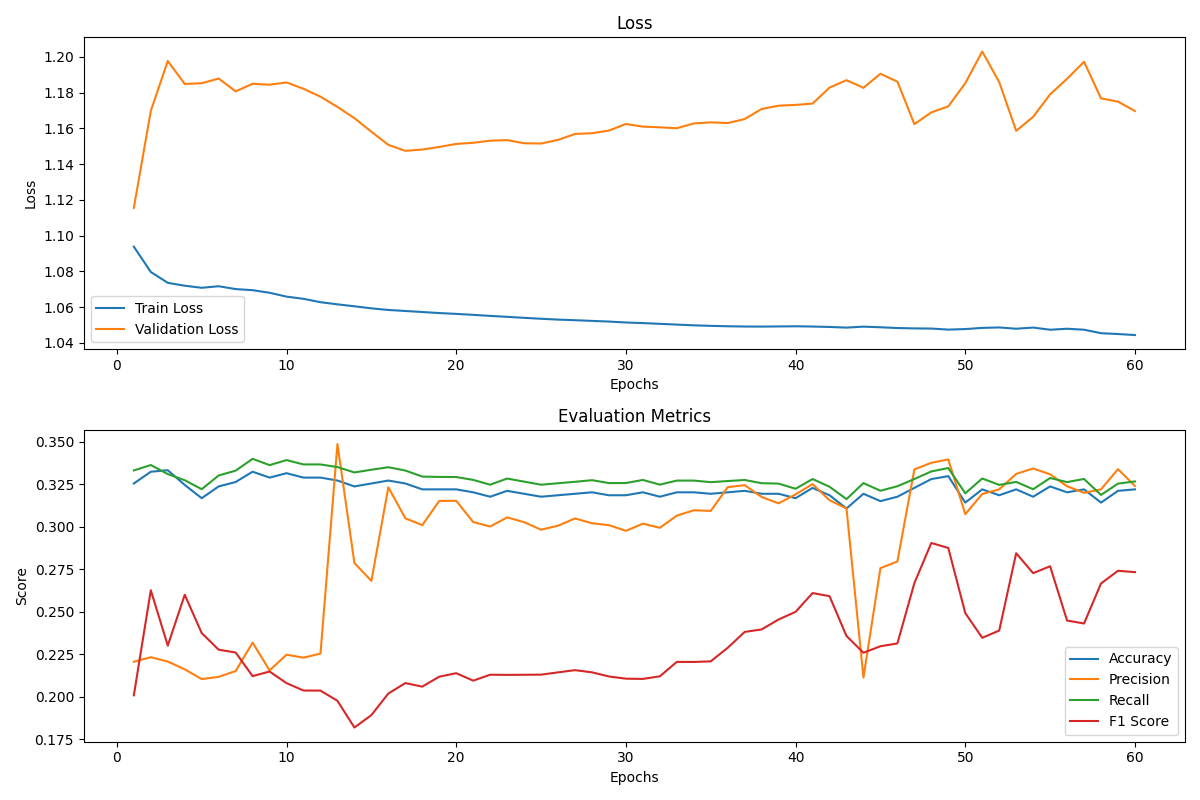 Loss
1.20
1.18
1.16
1.14
1.12
1.10
1.08
1.06
1.04
Loss
Train Loss
Validation Loss
0 10 20 30 40 50 60
Epochs
Evaluation Metrics
0.350
0.325
0.300
0.275
0.250
0.225
0.200
0.175
Score
Accuracy
Precision
Recall
F1 Score
0 10 20 30 40 50 60
Epochs